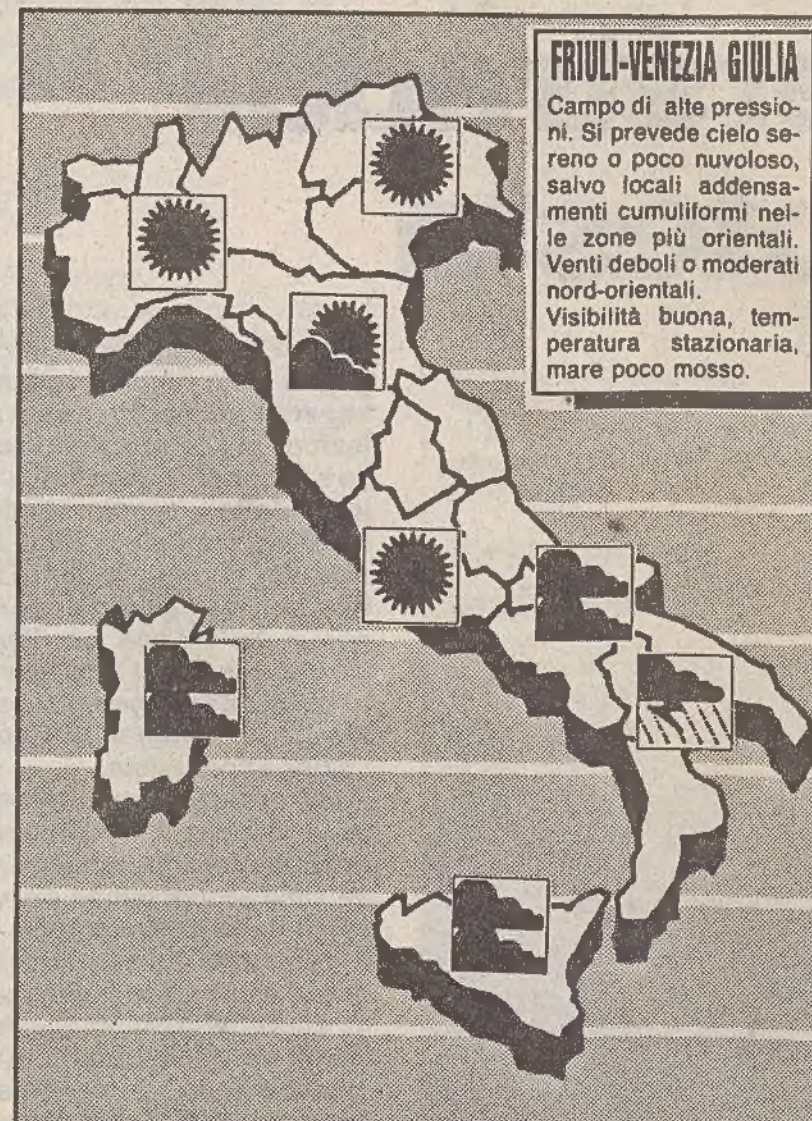 FRIULI-VENEZIA GIULIA
Campo di alte pressio-
ni. Si prevede cielo se-
reno o poco nuvoloso,
salvo locali addensa-
menti cumuliformi nel-
le zone più orientali.
Venti deboli o moderati
nord-orientali.
Visibilità buona, tem-
peratura stazionaria,
mare poco mosso.